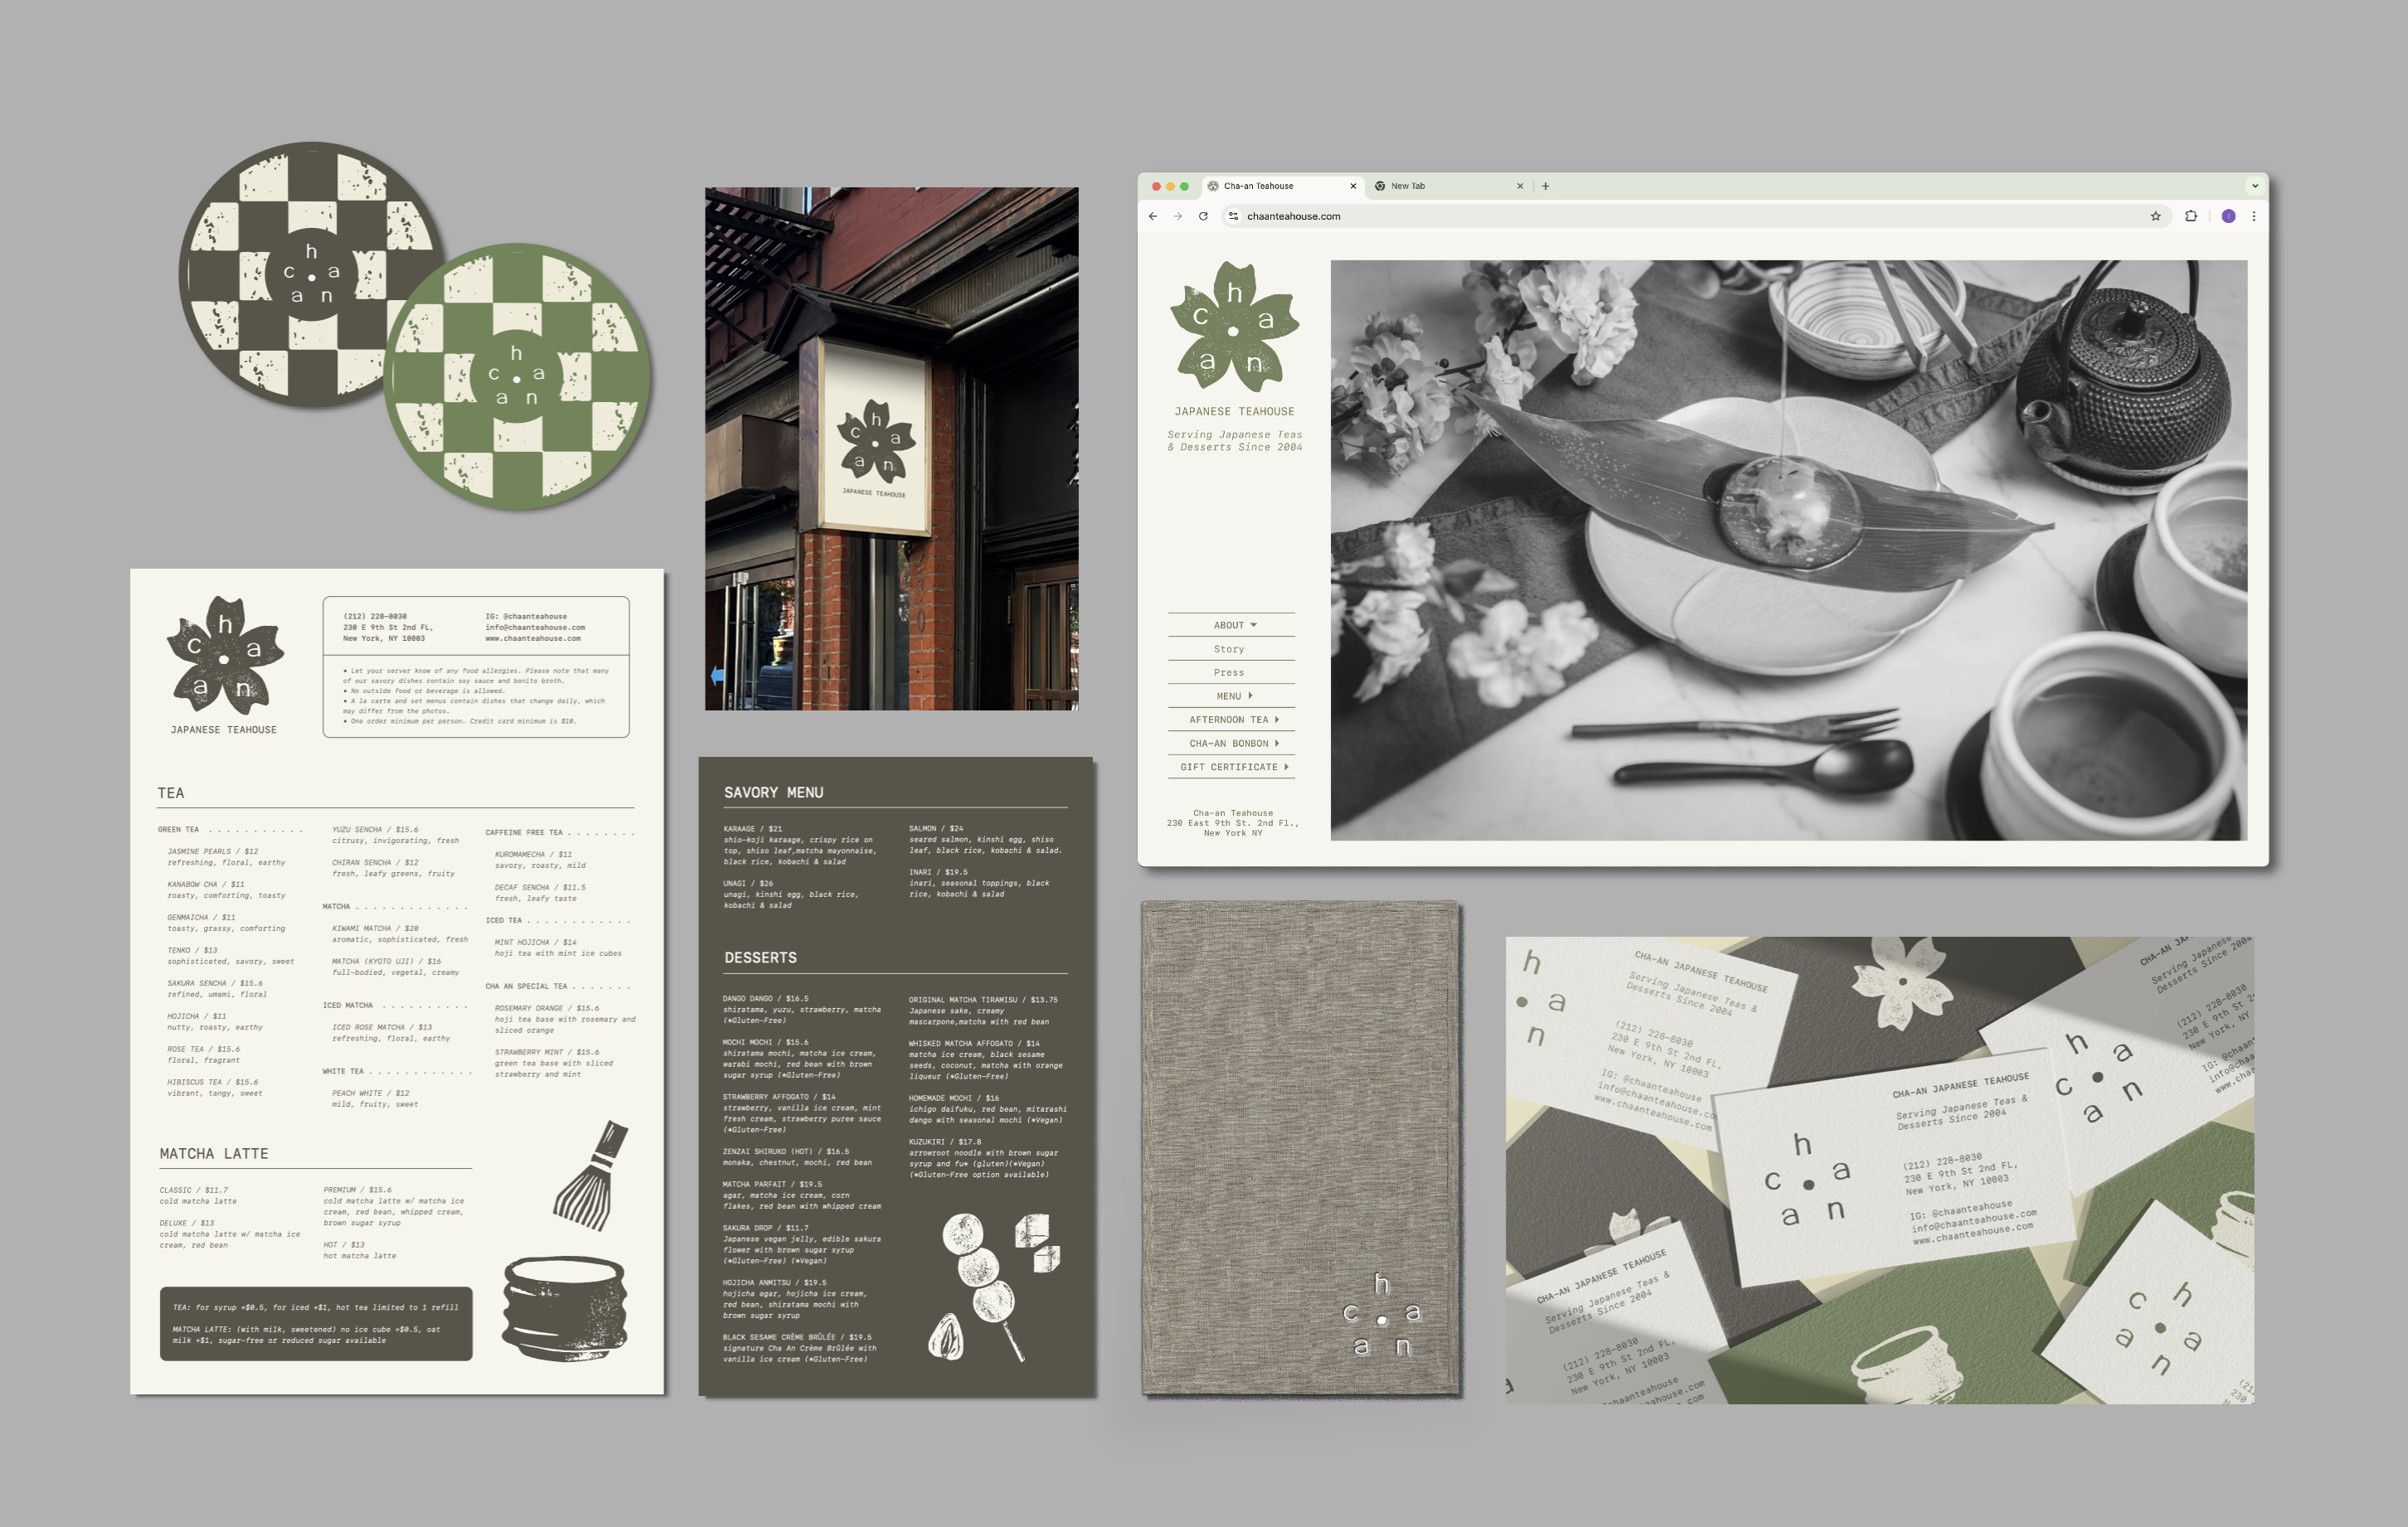 h
c a
a n
h
c a
a n
h
c a
a n
JAPANESE TEAHOUSE
Cha-an Teahouse
New Tab
chaanteahouse.com
h
c a
a n
JAPANESE TEAHOUSE
Serving Japanese Teas
& Desserts Since 2004
ABOUT
Story
Press
MENU
AFTERNOON TEA
CHA-AN BONBON
GIFT CERTIFICATE
Cha-an Teahouse
230 East 9th St. 2nd Fl.,
New York NY
h
c a
a n
JAPANESE TEAHOUSE
(212) 228-8030
230 E 9th St 2nd FL,
New York, NY 10003
IG: @chaanteahouse
info@chaanteahouse.com
www.chaanteahouse.com
• Let your server know of any food allergies. Please note that many
of our savory dishes contain soy sauce and bonito broth.
• No outside food or beverage is allowed.
• A la carte and set menus contain dishes that change daily, which
may differ from the photos.
• One order minimum per person. Credit card minimum is $10.
TEA
GREEN TEA . . . . . . . . . . .
JASMINE PEARLS / $12
refreshing, floral, earthy
KANABOW CHA / $11
roasty, comforting, toasty
GENMAICHA / $11
toasty, grassy, comforting
TENKO / $13
sophisticated, savory, sweet
SAKURA SENCHA / $15.6
refined, umami, floral
HOJICHA / $11
nutty, roasty, earthy
ROSE TEA / $15.6
floral, fragrant
HIBISCUS TEA / $15.6
vibrant, tangy, sweet
YUZU SENCHA / $15.6
citrusy, invigorating, fresh
CHIRAN SENCHA / $12
fresh, leafy greens, fruity
MATCHA . . . . . . . . . . . . .
KIWAMI MATCHA / $20
aromatic, sophisticated, fresh
MATCHA (KYOTO UJI) / $16
full-bodied, vegetal, creamy
ICED MATCHA . . . . . . . . . .
ICED ROSE MATCHA / $13
refreshing, floral, earthy
WHITE TEA . . . . . . . . . . . .
PEACH WHITE / $12
mild, fruity, sweet
CAFFEINE FREE TEA . . . . . . . .
KUROMAMECHA / $11
savory, roasty, mild
DECAF SENCHA / $11.5
fresh, leafy taste
ICED TEA . . . . . . . . . . . .
MINT HOJICHA / $14
hoji tea with mint ice cubes
CHA AN SPECIAL TEA . . . . . . .
ROSEMARY ORANGE / $15.6
hoji tea base with rosemary and
sliced orange
STRAWBERRY MINT / $15.6
green tea base with sliced
strawberry and mint
MATCHA LATTE
CLASSIC / $11.7
cold matcha latte
DELUXE / $13
cold matcha latte w/ matcha ice
cream, red bean
PREMIUM / $15.6
cold matcha latte w/ matcha ice
cream, red bean, whipped cream,
brown sugar syrup
HOT / $13
hot matcha latte
TEA: for syrup +$0.5, for iced +$1, hot tea limited to 1 refill
MATCHA LATTE: (with milk, sweetened) no ice cube +$0.5, oat
milk +$1, sugar-free or reduced sugar available
SAVORY MENU
KARAAGE / $21
shio-koji karaage, crispy rice on
top, shiso leaf,matcha mayonnaise,
black rice, kobachi & salad
UNAGI / $26
unagi, kinshi egg, black rice,
kobachi & salad
SALMON / $24
seared salmon, kinshi egg, shiso
leaf, black rice, kobachi & salad.
INARI / $19.5
inari, seasonal toppings, black
rice, kobachi & salad
DESSERTS
DANGO DANGO / $16.5
shiratama, yuzu, strawberry, matcha
(*Gluten-Free)
MOCHI MOCHI / $15.6
shiratama mochi, matcha ice cream,
warabi mochi, red bean with brown
sugar syrup (*Gluten-Free)
STRAWBERRY AFFOGATO / $14
strawberry, vanilla ice cream, mint
fresh cream, strawberry puree sauce
(*Gluten-Free)
ZENZAI SHIRUKO (HOT) / $16.5
monaka, chestnut, mochi, red bean
MATCHA PARFAIT / $19.5
agar, matcha ice cream, corn
flakes, red bean with whipped cream
SAKURA DROP / $11.7
Japanese vegan jelly, edible sakura
flower with brown sugar syrup
(*Gluten-Free) (*Vegan)
HOJICHA ANMITSU / $19.5
hojicha agar, hojicha ice cream,
red bean, shiratama mochi with
brown sugar syrup
BLACK SESAME CRÈME BRÛLÉE / $19.5
signature Cha An Crème Brûlée with
vanilla ice cream (*Gluten-Free)
ORIGINAL MATCHA TIRAMISU / $13.75
Japanese sake, creamy
mascarpone,matcha with red bean
WHISKED MATCHA AFFOGATO / $14
matcha ice cream, black sesame
seeds, coconut, matcha with orange
liqueur (*Gluten-Free)
HOMEMADE MOCHI / $16
ichigo daifuku, red bean, mitarashi
dango with seasonal mochi (*Vegan)
KUZUKIRI / $17.8
arrowroot noodle with brown sugar
syrup and fu* (gluten)(*Vegan)
(*Gluten-Free option available)
h
c a
a n
h
a
n
CHA-AN JAPANESE TEAHOUSE
Serving Japanese Teas &
Desserts Since 2004
(212) 228-8030
230 E 9th St 2nd FL,
New York, NY 10003
IG: @chaanteahouse
info@chaanteahouse.co
www.chaanteahouse.com
h
c a
a n
CHA-AN JAP
Serving Japanese
Desserts Since 2004
(212) 228-8030
230 E 9th St 2
New York, NY
IG: @chaan
info@cha
www.cha
h
c a
a n
CHA-AN JAPANESE TEAHOUSE
Serving Japanese Teas &
Desserts Since 2004
(212) 228-8030
230 E 9th St 2nd FL,
New York, NY 10003
IG: @chaanteahouse
info@chaanteahouse.com
www.chaanteahouse.com
CHA-AN JAPANESE TEAHOUSE
Serving Japanese Teas &
Desserts Since 2004
(212) 228-8030
230 E 9th St 2nd FL,
New York, NY 10003
haanteahouse
nteahouse.com
ahouse.com
h
c a
a n
(21
230